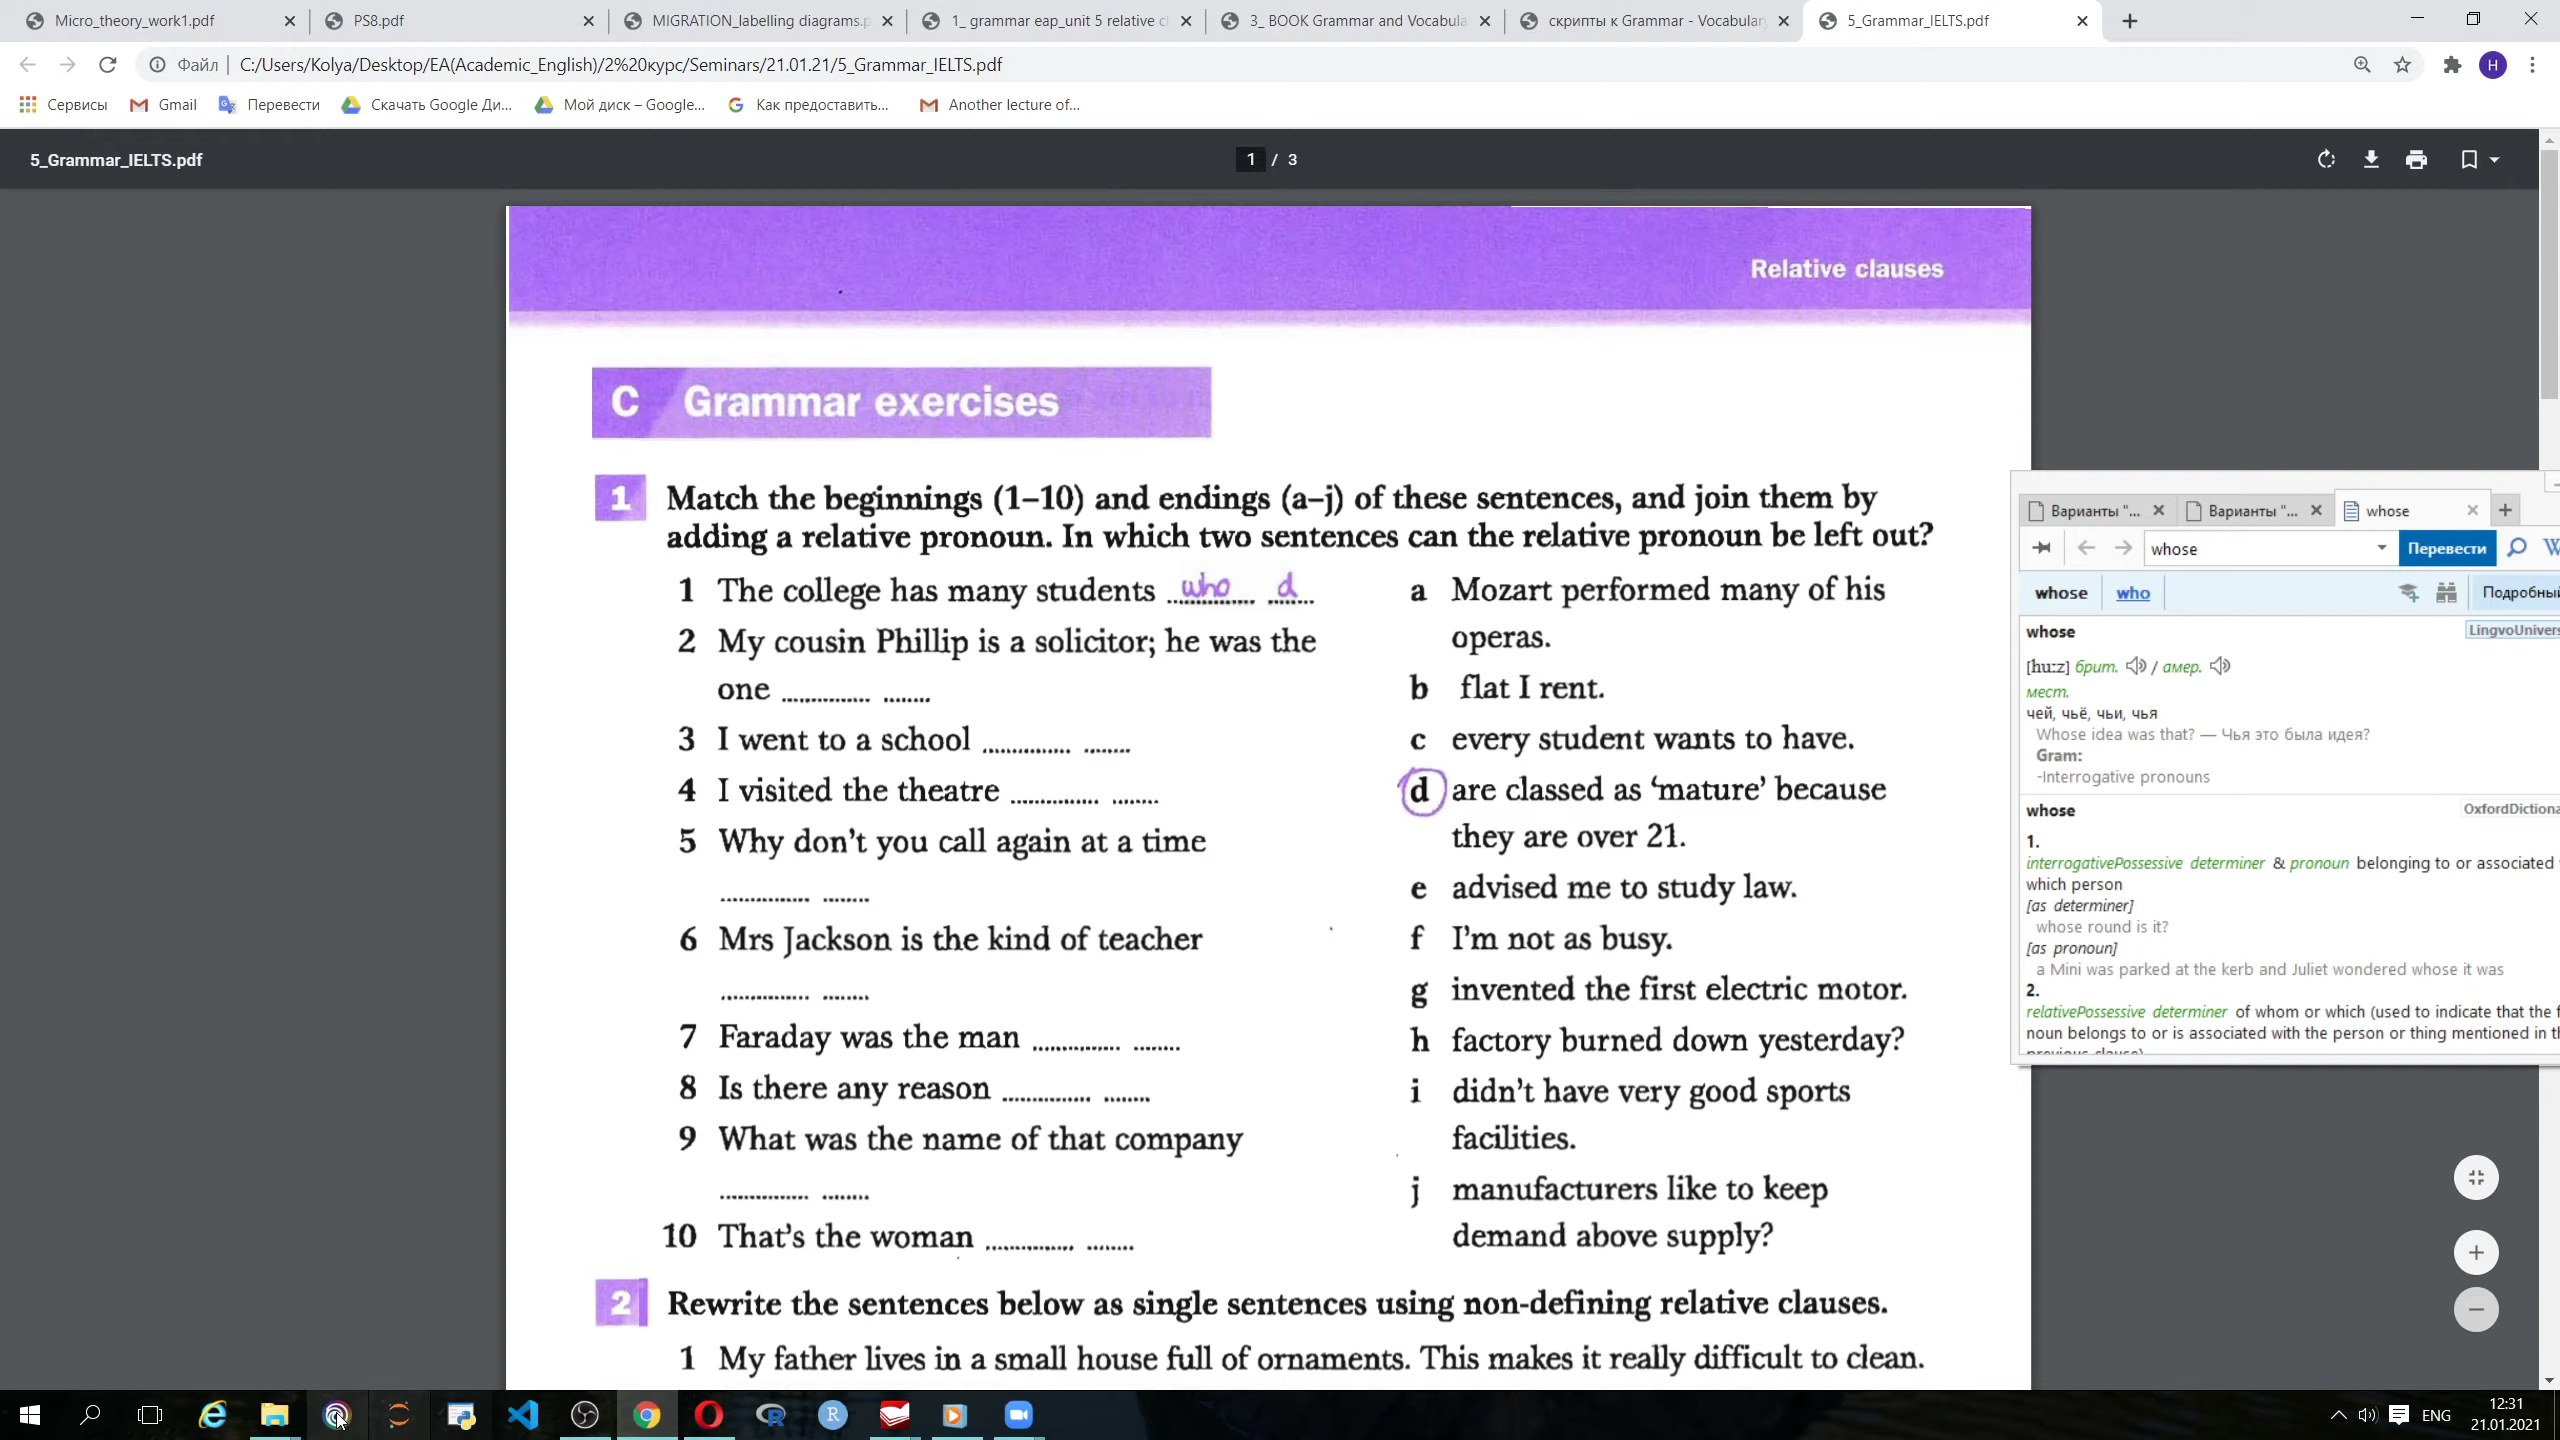 Micro_theory_work1.pdf
PS8.pdf
MIGRATION_labelling diagrams.p
1_ grammar eap_unit 5 relative c
3_ BOOK Grammar and Vocabula
скрипты к Grammar - Vocabulary
5_Grammar_IELTS.pdf
Файл
C:/Users/Kolya/Desktop/EA(Academic_English)/2%20курс/Seminars/21.01.21/5_Grammar_IELTS.pdf
H
Сервисы
Gmail
Перевести
Скачать Google Ди...
Мой диск – Google...
Как предоставить...
Another lecture of...
5_Grammar_IELTS.pdf
1 / 3
Relative clauses
C Grammar exercises
1 Match the beginnings (1–10) and endings (a–j) of these sentences, and join them by
adding a relative pronoun. In which two sentences can the relative pronoun be left out?
1 The college has many students who d
2 My cousin Phillip is a solicitor; he was the
one .............. ........
3 I went to a school .............. ........
4 I visited the theatre .............. ........
5 Why don't you call again at a time
.............. ........
6 Mrs Jackson is the kind of teacher
.............. ........
7 Faraday was the man .............. ........
8 Is there any reason .............. ........
9 What was the name of that company
.............. ........
10 That's the woman .............. ........
a Mozart performed many of his
operas.
b flat I rent.
c every student wants to have.
d are classed as 'mature' because
they are over 21.
e advised me to study law.
f I'm not as busy.
g invented the first electric motor.
h factory burned down yesterday?
i didn't have very good sports
facilities.
j manufacturers like to keep
demand above supply?
2 Rewrite the sentences below as single sentences using non-defining relative clauses.
1 My father lives in a small house full of ornaments. This makes it really difficult to clean.
Варианты "...
Варианты "...
whose
whose
Перевести
W
whose
who
Подробный
whose
LingvoUnivers
[huːz] брит. / амер.
мест.
чей, чьё, чьи, чья
Whose idea was that? — Чья это была идея?
Gram:
-Interrogative pronouns
whose
OxfordDictiona
1.
interrogativePossessive determiner & pronoun belonging to or associated
which person
[as determiner]
whose round is it?
[as pronoun]
a Mini was parked at the kerb and Juliet wondered whose it was
2.
relativePossessive determiner of whom or which (used to indicate that the f
noun belongs to or is associated with the person or thing mentioned in th
previous clause)
ENG
12:31
21.01.2021